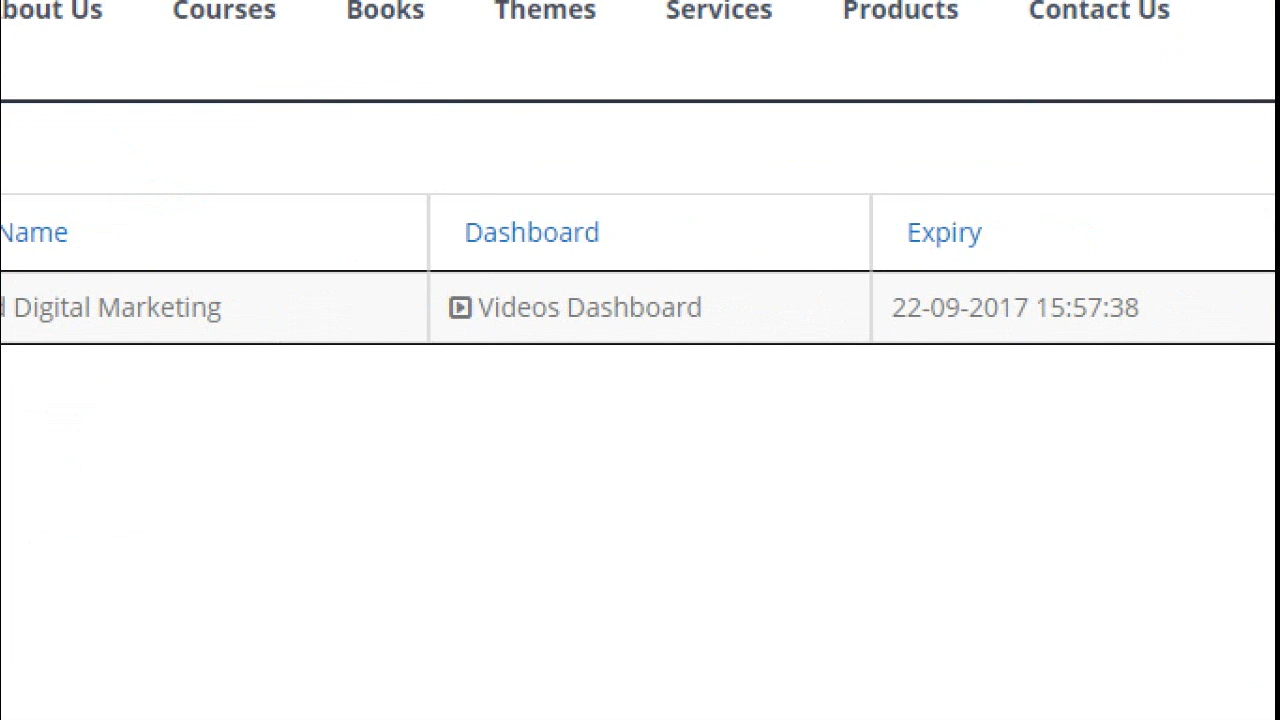 bout Us Courses Books Themes Services Products Contact Us
Name Dashboard Expiry
d Digital Marketing Videos Dashboard 22-09-2017 15:57:38